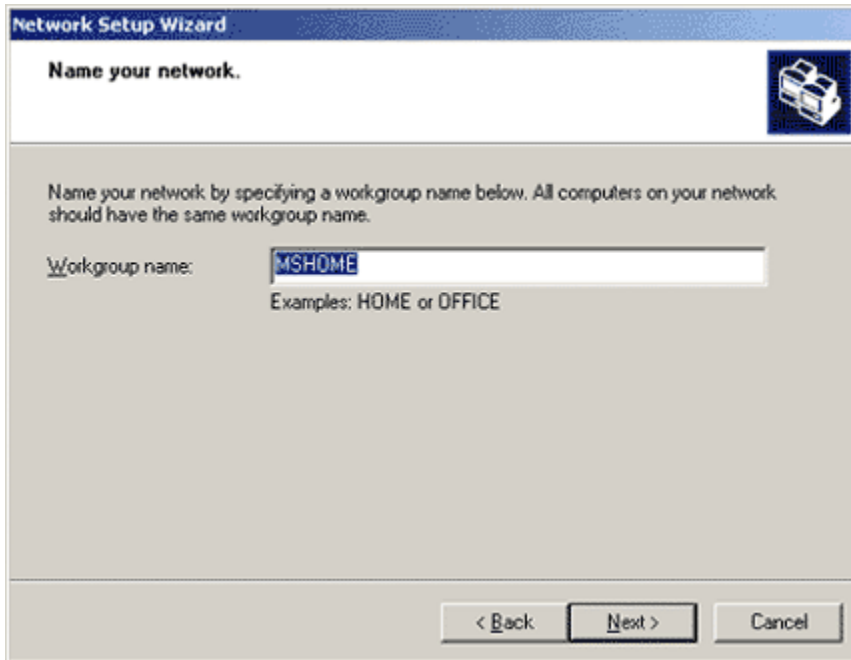 Network Setup Wizard
Name your network.
Name your network by specifying a workgroup name below. All computers on your network
should have the same workgroup name.
Workgroup name: MSHOME
Examples: HOME or OFFICE
< Back Next > Cancel